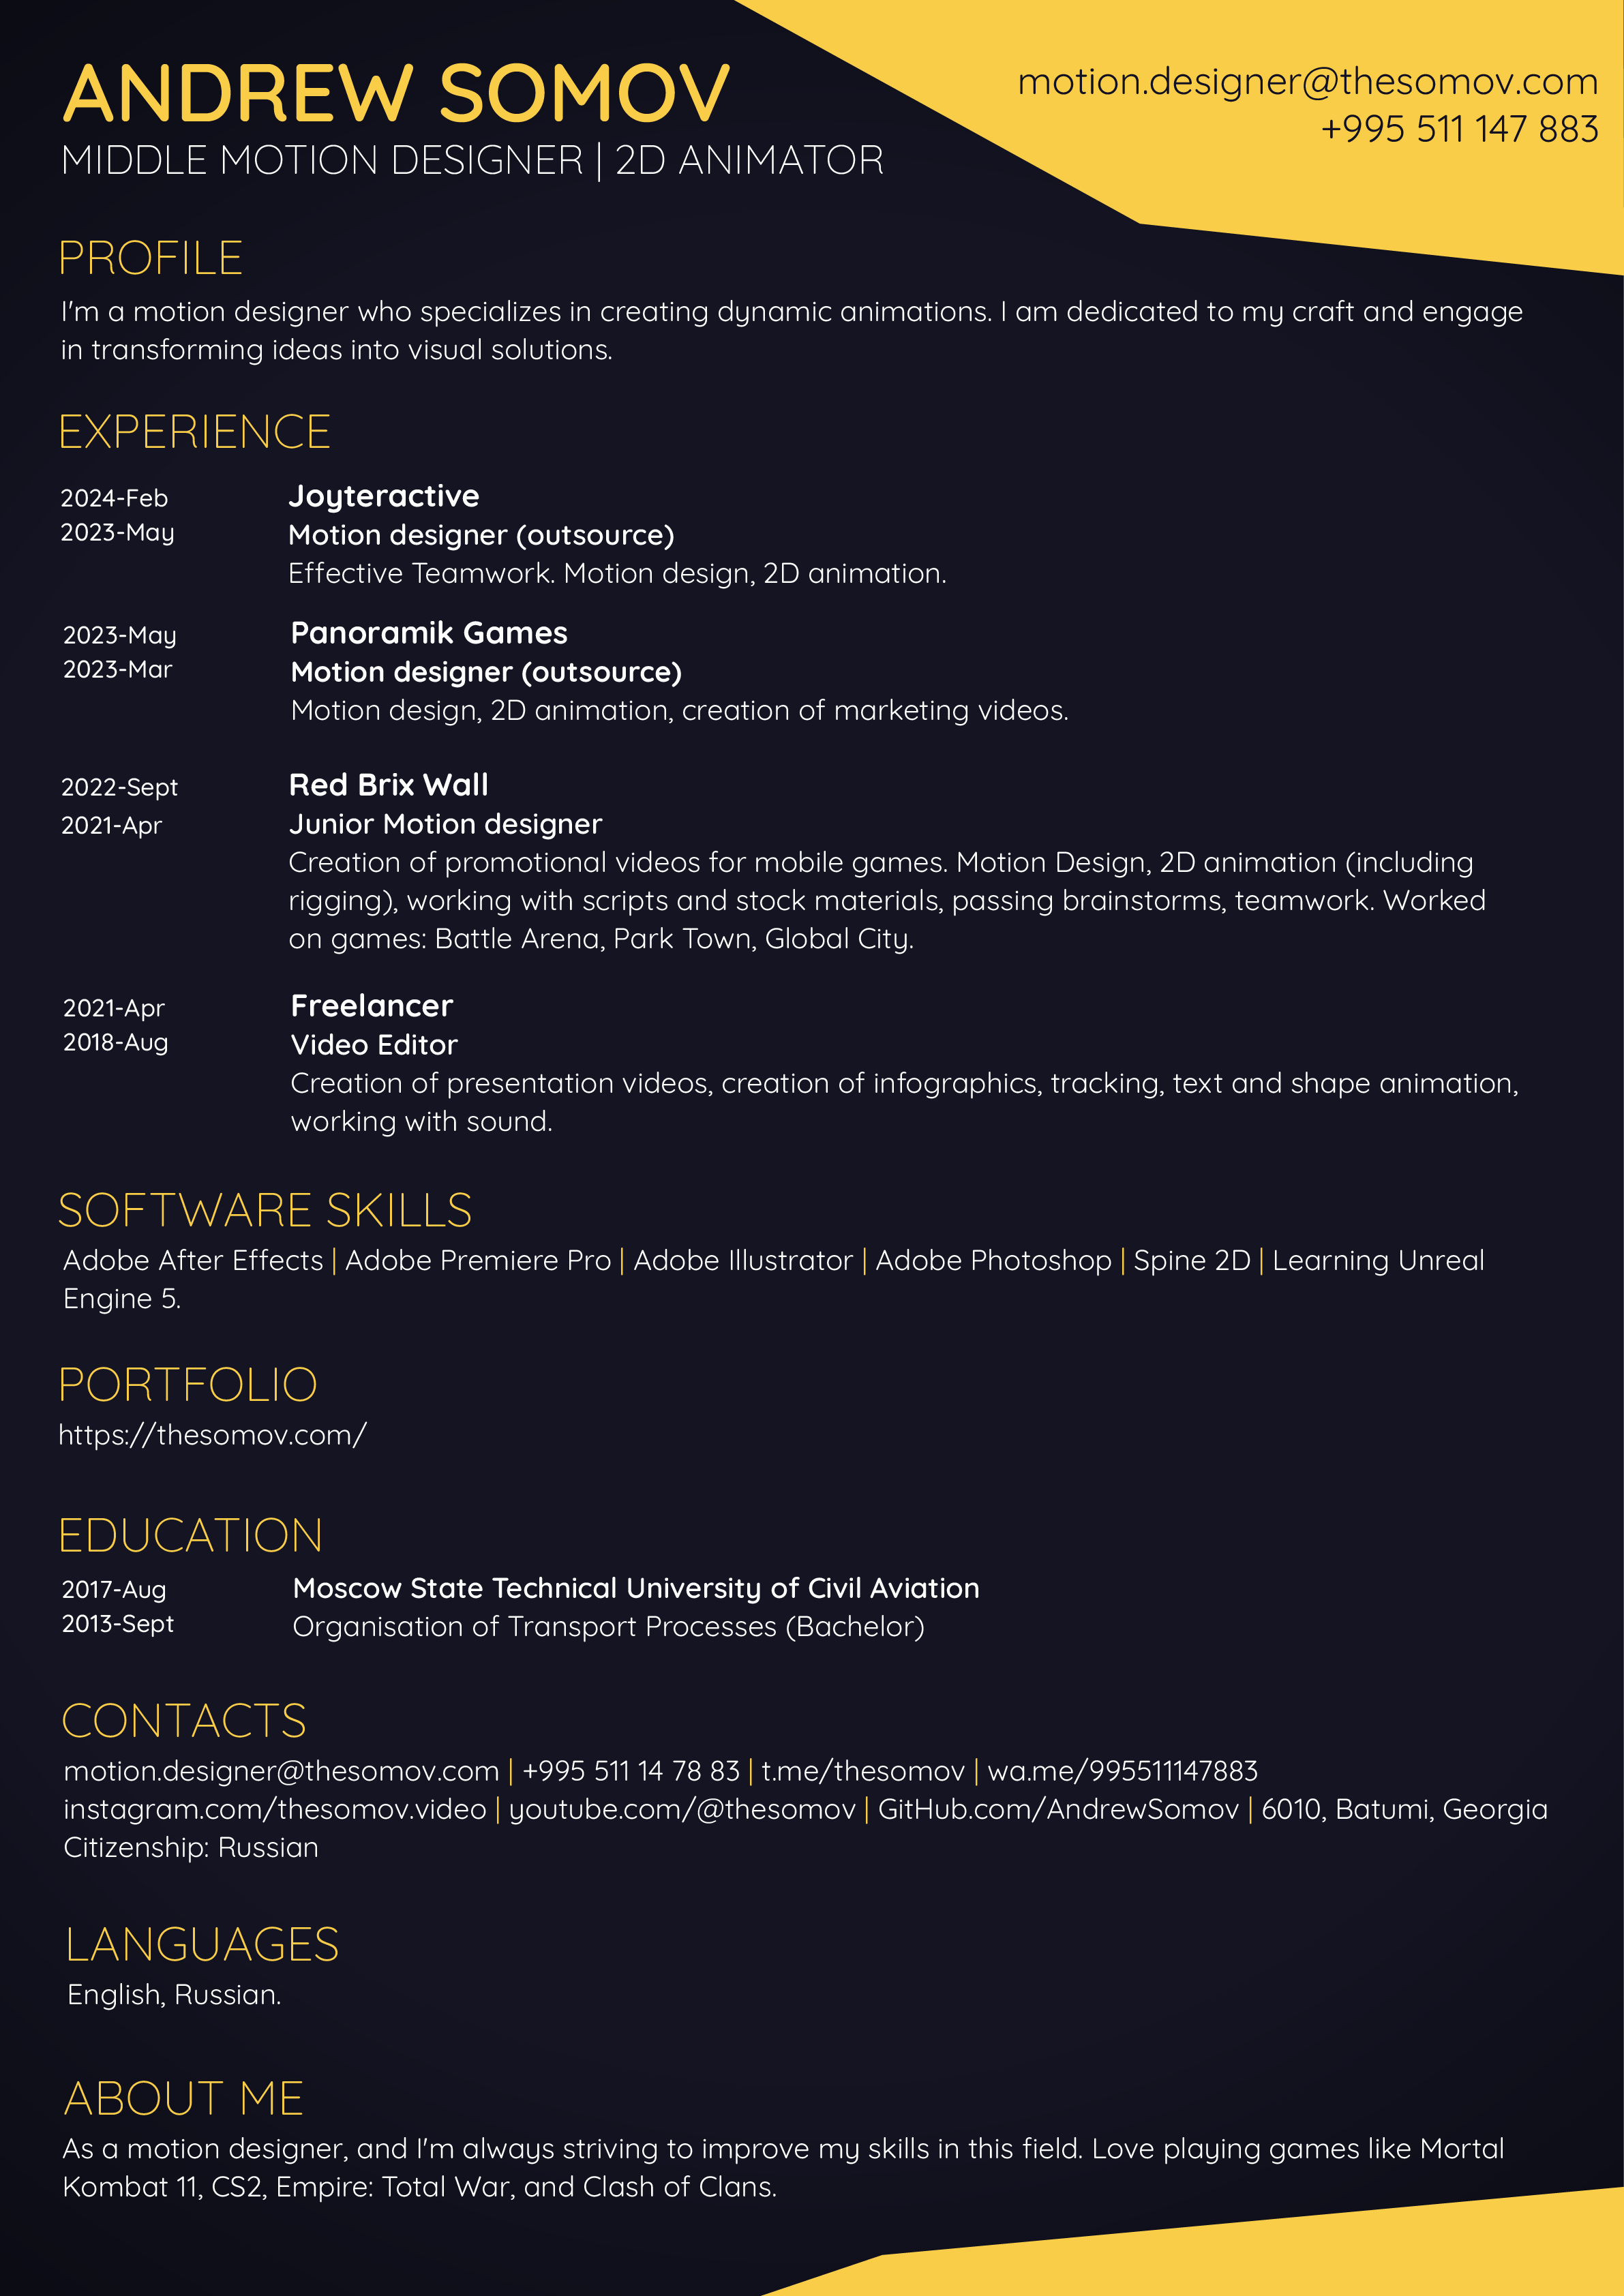 ANDREW SOMOV
MIDDLE MOTION DESIGNER | 2D ANIMATOR
motion.designer@thesomov.com
+995 511 147 883
PROFILE
I'm a motion designer who specializes in creating dynamic animations. I am dedicated to my craft and engage
in transforming ideas into visual solutions.
EXPERIENCE
2024-Feb
2023-May
Joyteractive
Motion designer (outsource)
Effective Teamwork. Motion design, 2D animation.
2023-May
2023-Mar
Panoramik Games
Motion designer (outsource)
Motion design, 2D animation, creation of marketing videos.
2022-Sept
2021-Apr
Red Brix Wall
Junior Motion designer
Creation of promotional videos for mobile games. Motion Design, 2D animation (including
rigging), working with scripts and stock materials, passing brainstorms, teamwork. Worked
on games: Battle Arena, Park Town, Global City.
2021-Apr
2018-Aug
Freelancer
Video Editor
Creation of presentation videos, creation of infographics, tracking, text and shape animation,
working with sound.
SOFTWARE SKILLS
Adobe After Effects | Adobe Premiere Pro | Adobe Illustrator | Adobe Photoshop | Spine 2D | Learning Unreal
Engine 5.
PORTFOLIO
https://thesomov.com/
EDUCATION
2017-Aug
2013-Sept
Moscow State Technical University of Civil Aviation
Organisation of Transport Processes (Bachelor)
CONTACTS
motion.designer@thesomov.com | +995 511 14 78 83 | t.me/thesomov | wa.me/995511147883
instagram.com/thesomov.video | youtube.com/@thesomov | GitHub.com/AndrewSomov | 6010, Batumi, Georgia
Citizenship: Russian
LANGUAGES
English, Russian.
ABOUT ME
As a motion designer, and I'm always striving to improve my skills in this field. Love playing games like Mortal
Kombat 11, CS2, Empire: Total War, and Clash of Clans.